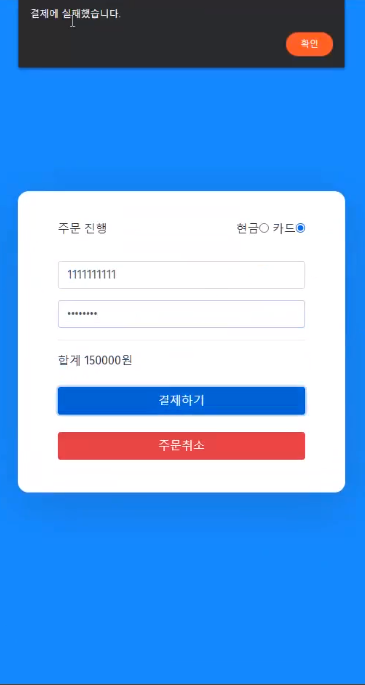 결제에 실패했습니다.
확인
주문 진행 현금 카드
1111111111
••••••••
합계 150000원
결제하기
주문취소